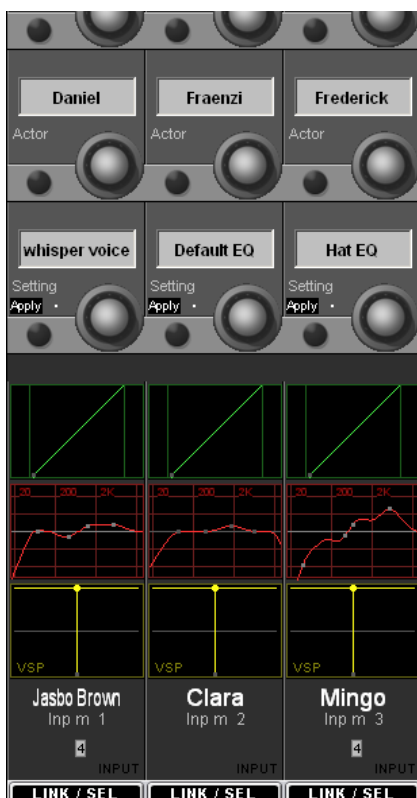 Daniel Fraenzi Frederick
Actor Actor Actor
whisper voice Default EQ Hat EQ
Setting Setting Setting
Apply Apply Apply
20 200 2K 20 200 2K 20 200 2K
VSP VSP VSP
Jasbo Brown Clara Mingo
Inp m 1 Inp m 2 Inp m 3
4 4
INPUT INPUT INPUT
LINK / SEL LINK / SEL LINK / SEL